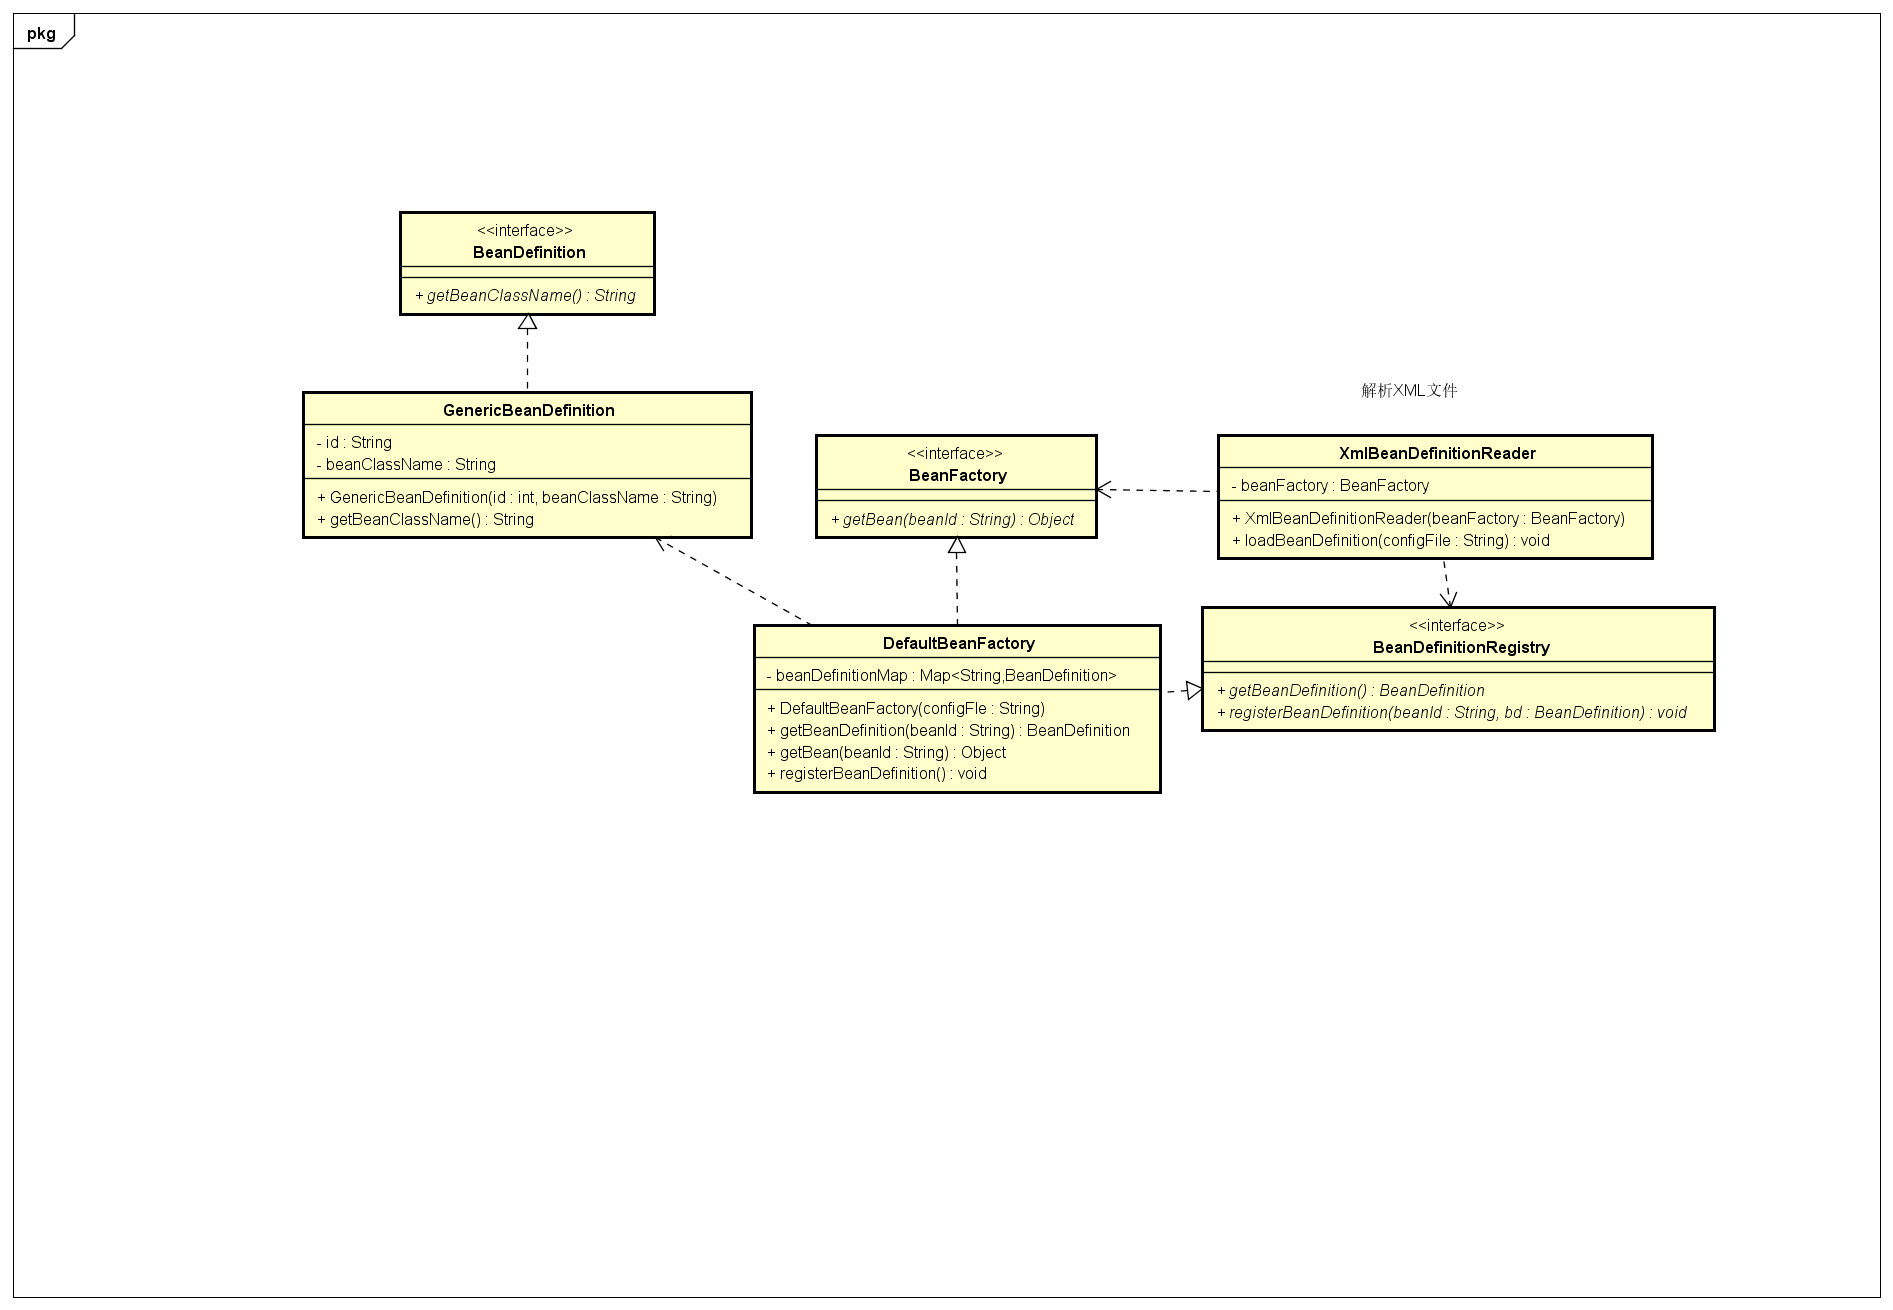 pkg
<<interface>>
BeanDefinition
+ getBeanClassName() : String
GenericBeanDefinition
- id : String
- beanClassName : String
+ GenericBeanDefinition(id : int, beanClassName : String)
+ getBeanClassName() : String
<<interface>>
BeanFactory
+ getBean(beanId : String) : Object
解析XML文件
XmlBeanDefinitionReader
- beanFactory : BeanFactory
+ XmlBeanDefinitionReader(beanFactory : BeanFactory)
+ loadBeanDefinition(configFile : String) : void
DefaultBeanFactory
- beanDefinitionMap : Map<String,BeanDefinition>
+ DefaultBeanFactory(configFIe : String)
+ getBeanDefinition(beanId : String) : BeanDefinition
+ getBean(beanId : String) : Object
+ registerBeanDefinition() : void
<<interface>>
BeanDefinitionRegistry
+ getBeanDefinition() : BeanDefinition
+ registerBeanDefinition(beanId : String, bd : BeanDefinition) : void